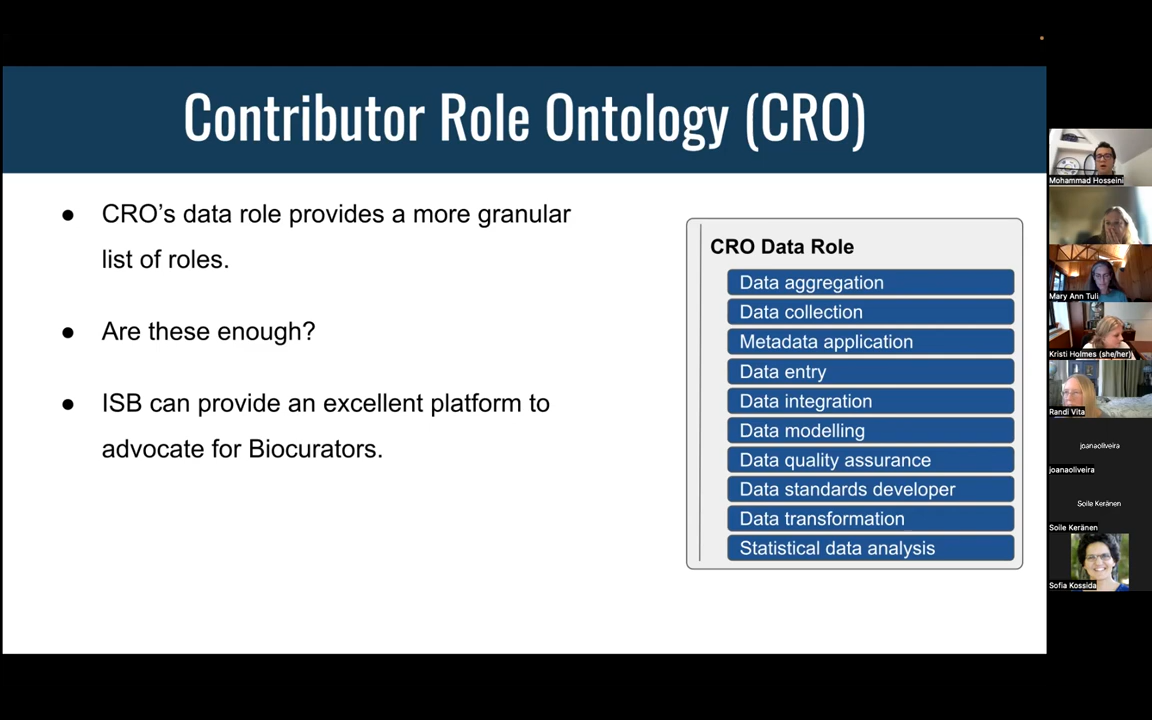 Contributor Role Ontology (CRO)
● CRO's data role provides a more granular
list of roles.
● Are these enough?
● ISB can provide an excellent platform to
advocate for Biocurators.
CRO Data Role
Data aggregation
Data collection
Metadata application
Data entry
Data integration
Data modelling
Data quality assurance
Data standards developer
Data transformation
Statistical data analysis
Mohammad Hosseini
Mary Ann Tuli
Kristi Holmes (she/her)
Randi Vita
joanaoliveira
joanaoliveira
Soile Keränen
Soile Keränen
Sofia Kossida